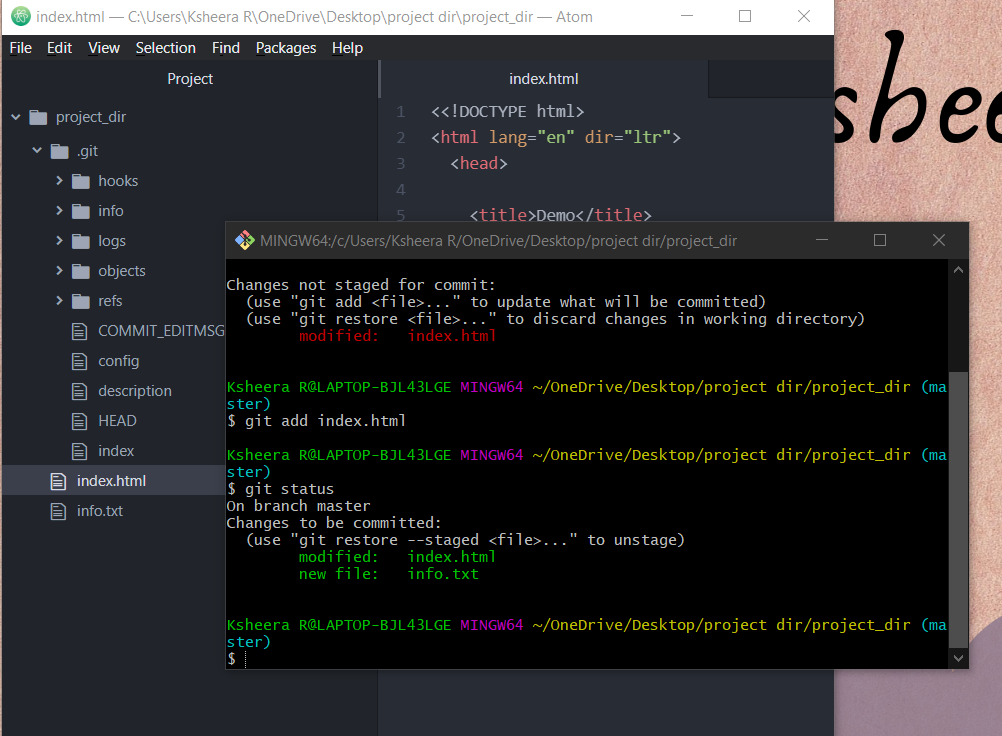 index.html — C:\Users\Ksheera R\OneDrive\Desktop\project dir\project_dir — Atom
File Edit View Selection Find Packages Help
Project
project_dir
.git
hooks
info
logs
objects
refs
COMMIT_EDITMSG
config
description
HEAD
index
index.html
info.txt
index.html
1 <<!DOCTYPE html>
2 <html lang="en" dir="ltr">
3 <head>
4
5 <title>Demo</title>
shee
MINGW64:/c/Users/Ksheera R/OneDrive/Desktop/project dir/project_dir
Changes not staged for commit:
(use "git add <file>..." to update what will be committed)
(use "git restore <file>..." to discard changes in working directory)
modified: index.html
Ksheera R@LAPTOP-BJL43LGE MINGW64 ~/OneDrive/Desktop/project dir/project_dir (ma
ster)
$ git add index.html
Ksheera R@LAPTOP-BJL43LGE MINGW64 ~/OneDrive/Desktop/project dir/project_dir (ma
ster)
$ git status
On branch master
Changes to be committed:
(use "git restore --staged <file>..." to unstage)
modified: index.html
new file: info.txt
Ksheera R@LAPTOP-BJL43LGE MINGW64 ~/OneDrive/Desktop/project dir/project_dir (ma
ster)
$